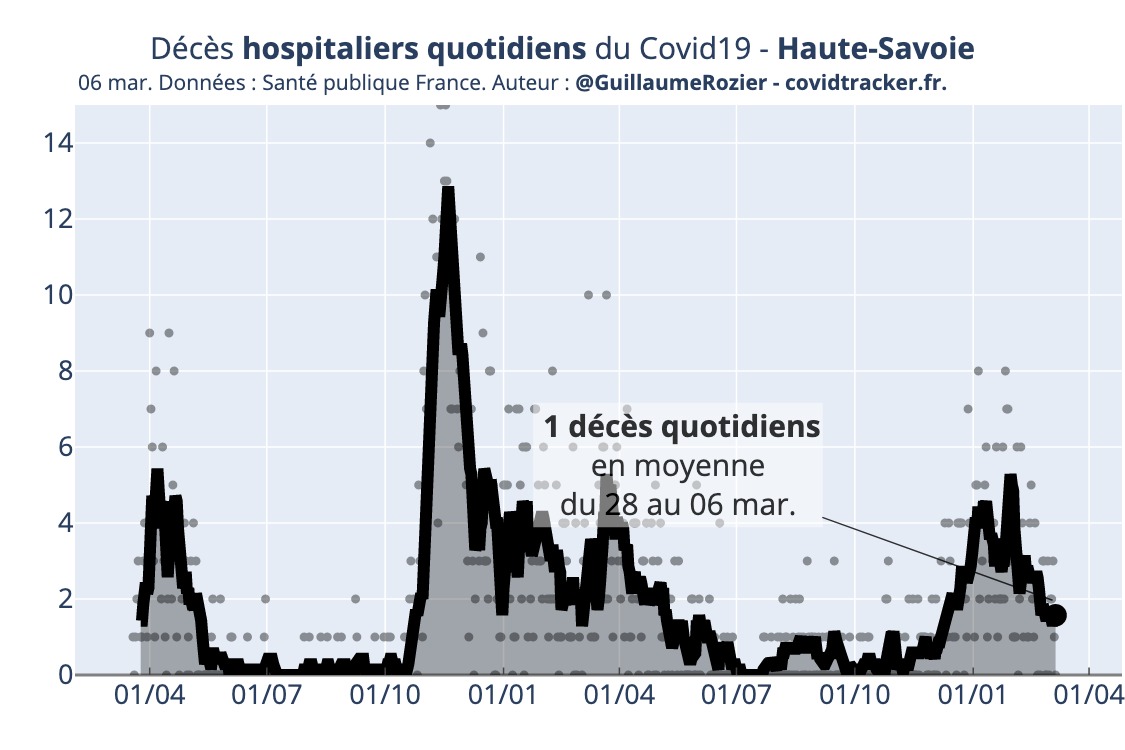 Décès hospitaliers quotidiens du Covid19 - Haute-Savoie
06 mar. Données : Santé publique France. Auteur : @GuillaumeRozier - covidtracker.fr.
14
12
10
8
6
4
2
0
1 décès quotidiens
en moyenne
du 28 au 06 mar.
01/04 01/07 01/10 01/01 01/04 01/07 01/10 01/01 01/04